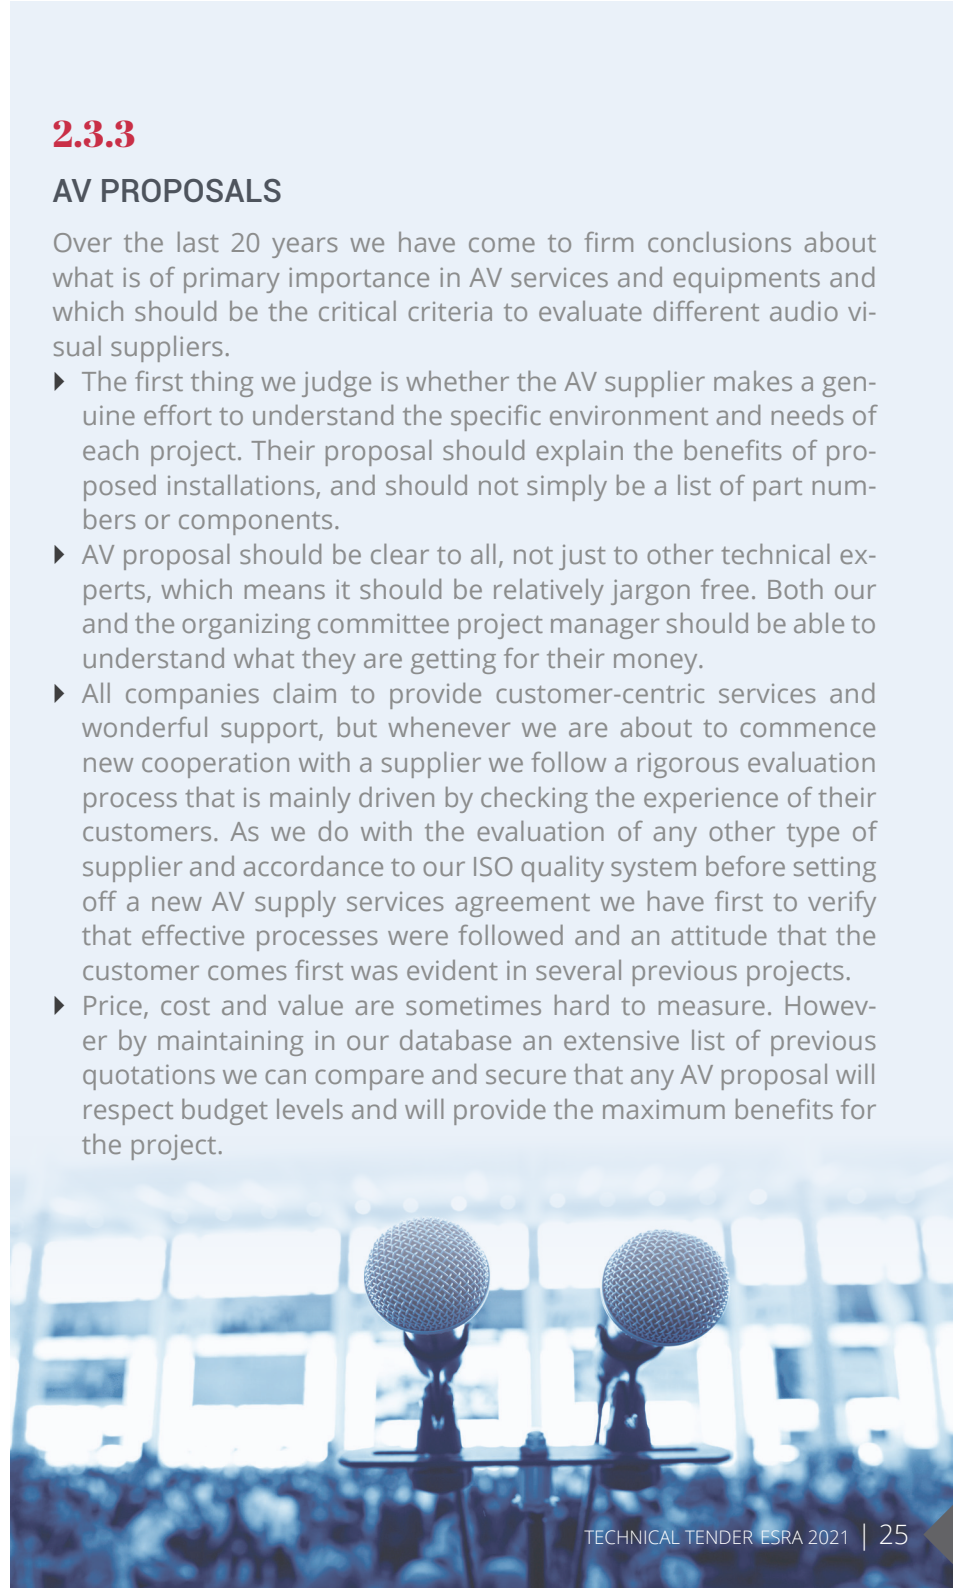 2.3.3
AV PROPOSALS
Over the last 20 years we have come to firm conclusions about
what is of primary importance in AV services and equipments and
which should be the critical criteria to evaluate different audio vi-
sual suppliers.
The first thing we judge is whether the AV supplier makes a gen-
uine effort to understand the specific environment and needs of
each project. Their proposal should explain the benefits of pro-
posed installations, and should not simply be a list of part num-
bers or components.
AV proposal should be clear to all, not just to other technical ex-
perts, which means it should be relatively jargon free. Both our
and the organizing committee project manager should be able to
understand what they are getting for their money.
All companies claim to provide customer-centric services and
wonderful support, but whenever we are about to commence
new cooperation with a supplier we follow a rigorous evaluation
process that is mainly driven by checking the experience of their
customers. As we do with the evaluation of any other type of
supplier and accordance to our ISO quality system before setting
off a new AV supply services agreement we have first to verify
that effective processes were followed and an attitude that the
customer comes first was evident in several previous projects.
Price, cost and value are sometimes hard to measure. Howev-
er by maintaining in our database an extensive list of previous
quotations we can compare and secure that any AV proposal will
respect budget levels and will provide the maximum benefits for
the project.
TECHNICAL TENDER ESRA 2021 | 25